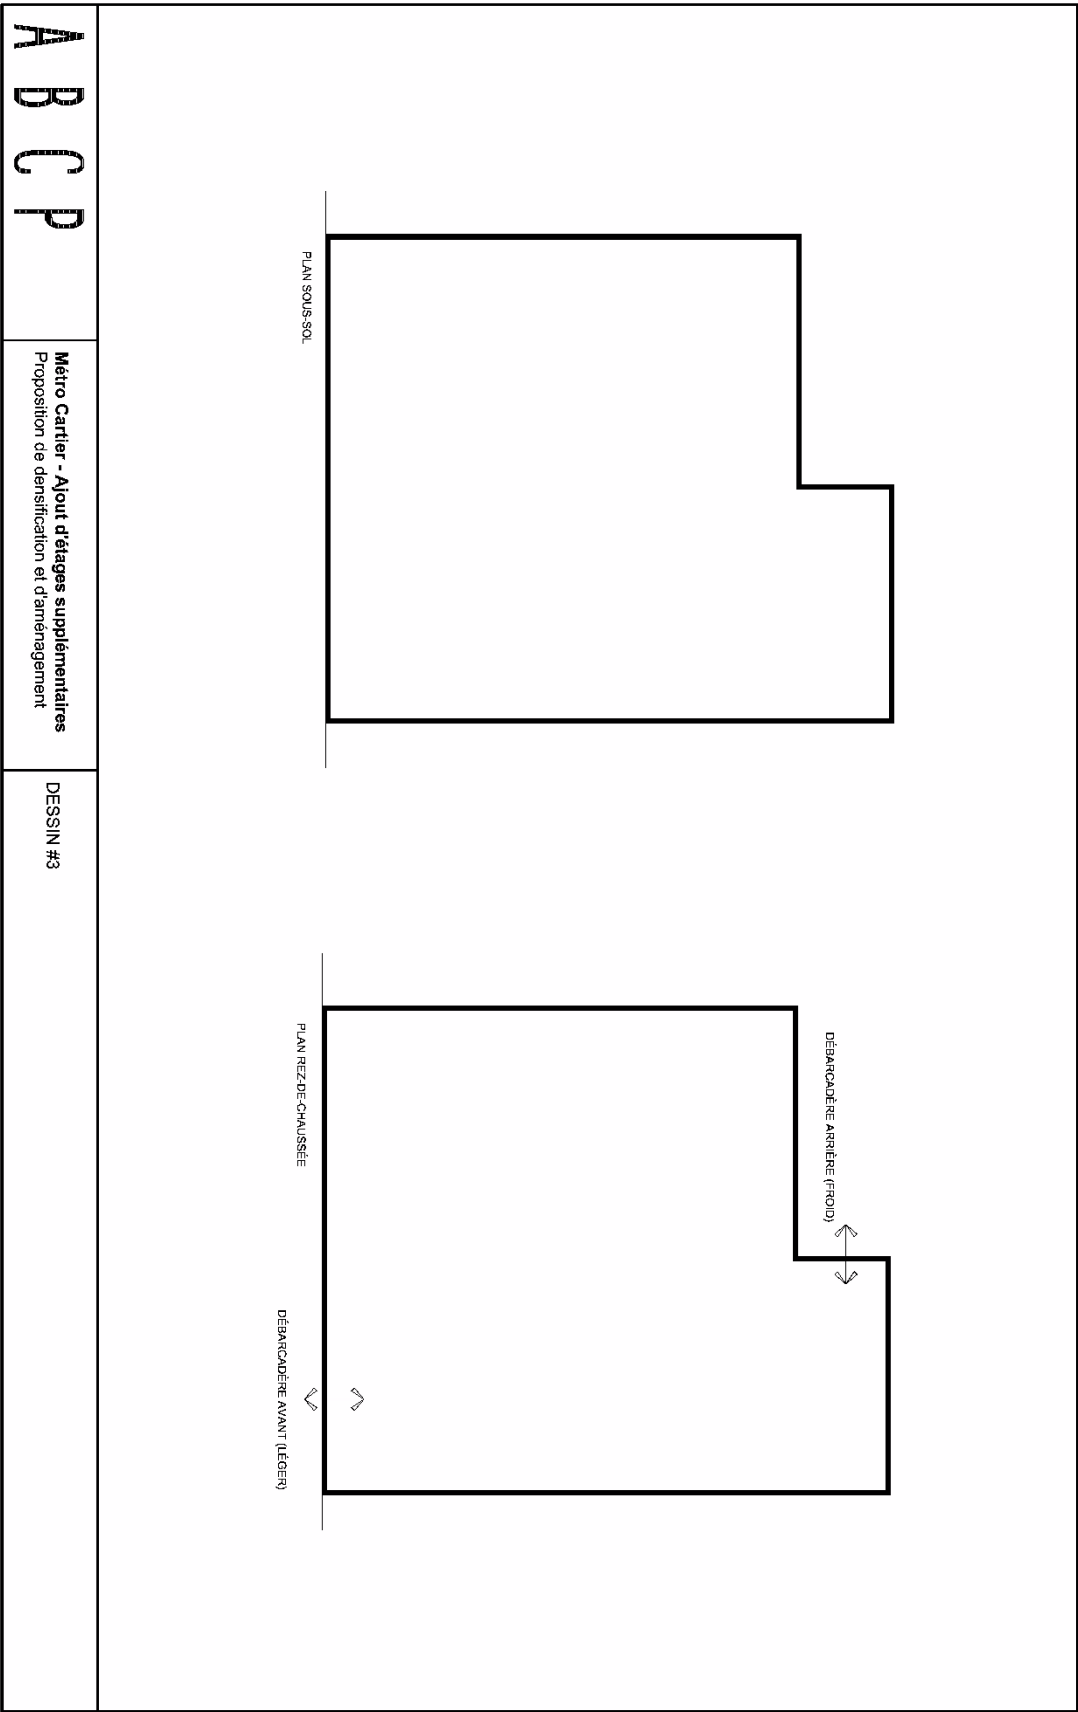 DÉBARCADÈRE ARRIÈRE (FROID)
PLAN SOUS-SOL
PLAN REZ-DE-CHAUSSÉE
DÉBARCADÈRE AVANT (LÉGER)
A B C P
Métro Cartier - Ajout d'étages supplémentaires
Proposition de densification et d'aménagement
DESSIN #3